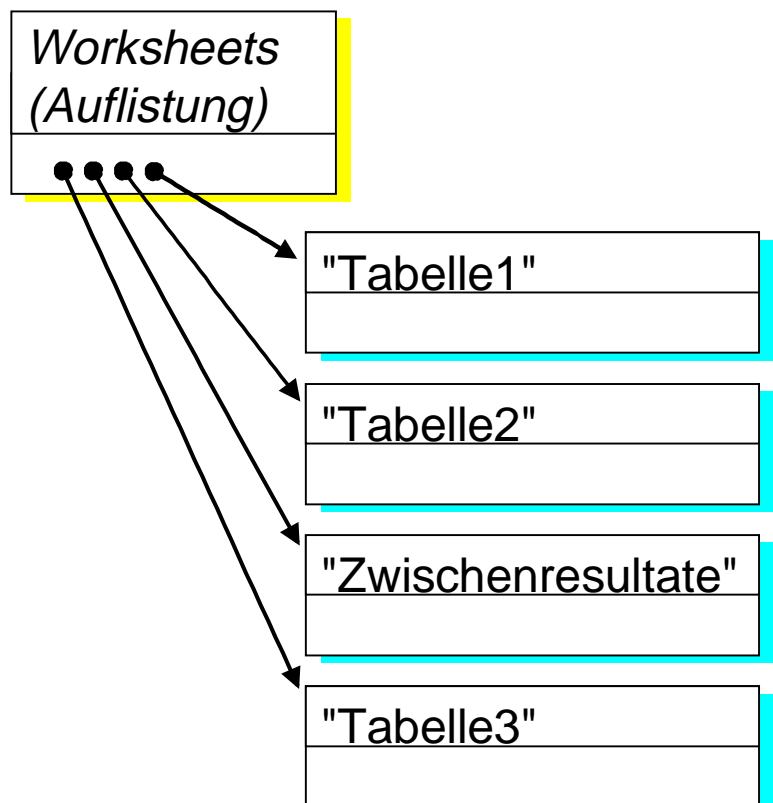 Worksheets
(Auflistung)
"Tabelle1"
"Tabelle2"
"Zwischenresultate"
"Tabelle3"